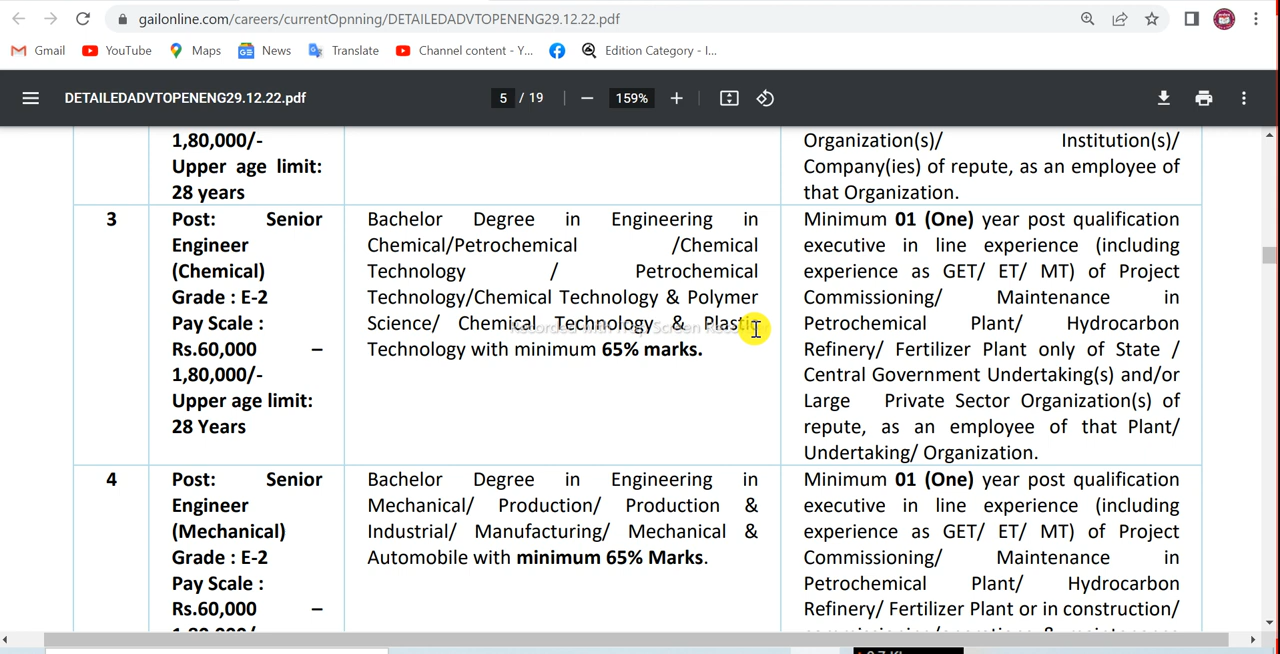 gailonline.com/careers/currentOpnning/DETAILEDADVTOPENENG29.12.22.pdf
Gmail YouTube Maps News Translate Channel content - Y... Edition Category - I...
DETAILEDADVTOPENENG29.12.22.pdf 5 / 19 159%
1,80,000/-
Upper age limit:
28 years
Organization(s)/ Institution(s)/
Company(ies) of repute, as an employee of
that Organization.
3
Post: Senior
Engineer
(Chemical)
Grade : E-2
Pay Scale :
Rs.60,000 –
1,80,000/-
Upper age limit:
28 Years
Bachelor Degree in Engineering in
Chemical/Petrochemical /Chemical
Technology / Petrochemical
Technology/Chemical Technology & Polymer
Science/ Chemical Technology & Plastic
Technology with minimum 65% marks.
Minimum 01 (One) year post qualification
executive in line experience (including
experience as GET/ ET/ MT) of Project
Commissioning/ Maintenance in
Petrochemical Plant/ Hydrocarbon
Refinery/ Fertilizer Plant only of State /
Central Government Undertaking(s) and/or
Large Private Sector Organization(s) of
repute, as an employee of that Plant/
Undertaking/ Organization.
4
Post: Senior
Engineer
(Mechanical)
Grade : E-2
Pay Scale :
Rs.60,000 –
Bachelor Degree in Engineering in
Mechanical/ Production/ Production &
Industrial/ Manufacturing/ Mechanical &
Automobile with minimum 65% Marks.
Minimum 01 (One) year post qualification
executive in line experience (including
experience as GET/ ET/ MT) of Project
Commissioning/ Maintenance in
Petrochemical Plant/ Hydrocarbon
Refinery/ Fertilizer Plant or in construction/